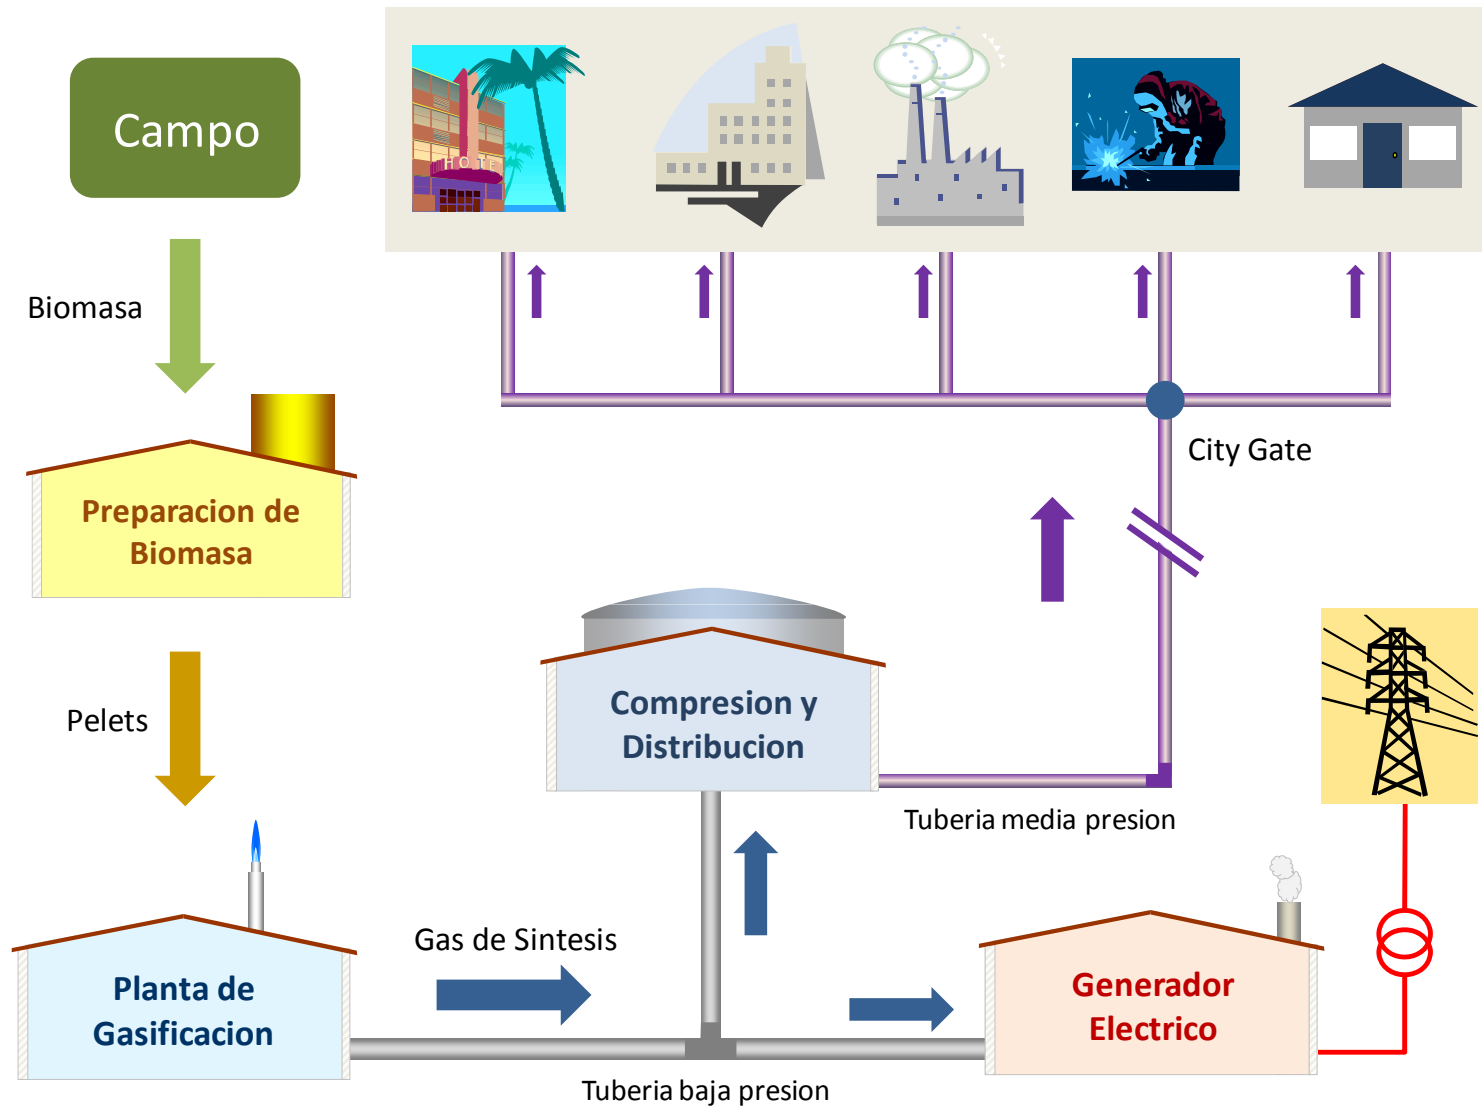 Campo
HOTE
Biomasa
City Gate
Preparacion de
Biomasa
Pelets
Compresion y
Distribucion
Tuberia media presion
Gas de Sintesis
Planta de
Gasificacion
Generador
Electrico
Tuberia baja presion